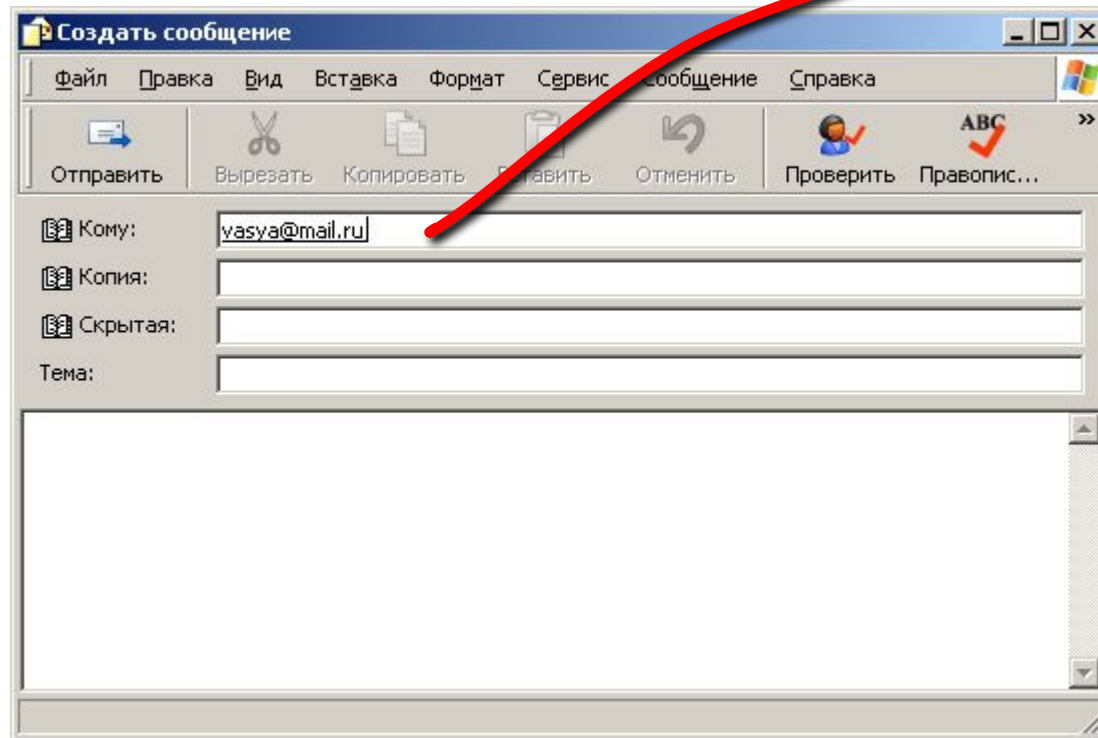 Создать сообщение
Файл Правка Вид Вставка Формат Сервис Сообщение Справка
Отправить Вырезать Копировать Вставить Отменить Проверить Правопис...
ABC
Кому: vasya@mail.ru
Копия:
Скрытая:
Тема: